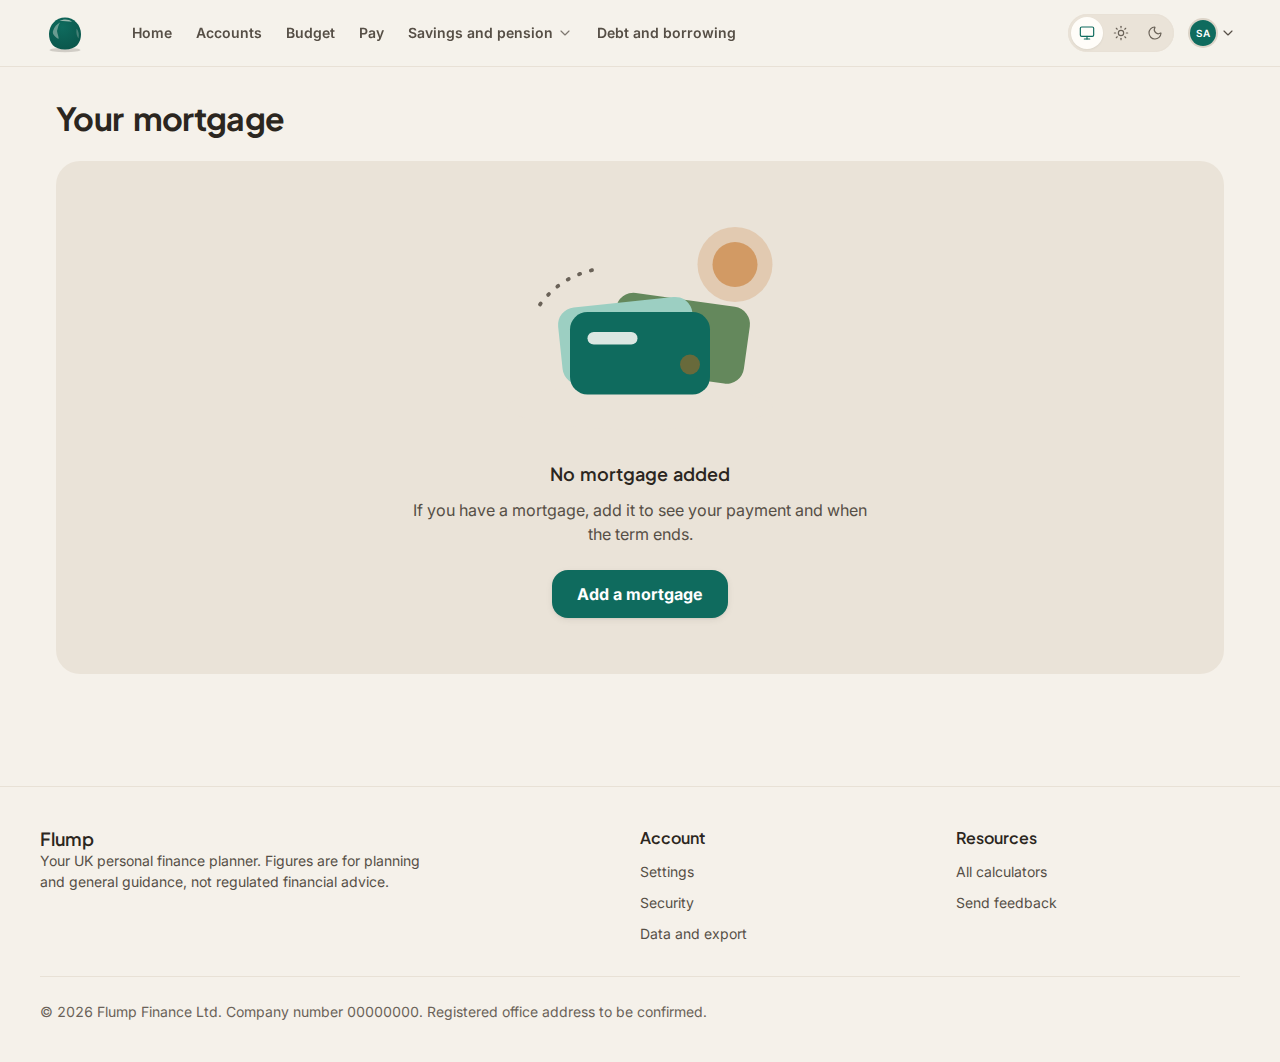 Home
Accounts
Budget
Pay
Savings and pension
Debt and borrowing
SA
Your mortgage
No mortgage added
If you have a mortgage, add it to see your payment and when
the term ends.
Add a mortgage
Flump
Your UK personal finance planner. Figures are for planning
and general guidance, not regulated financial advice.
Account
Settings
Security
Data and export
Resources
All calculators
Send feedback
© 2026 Flump Finance Ltd. Company number 00000000. Registered office address to be confirmed.